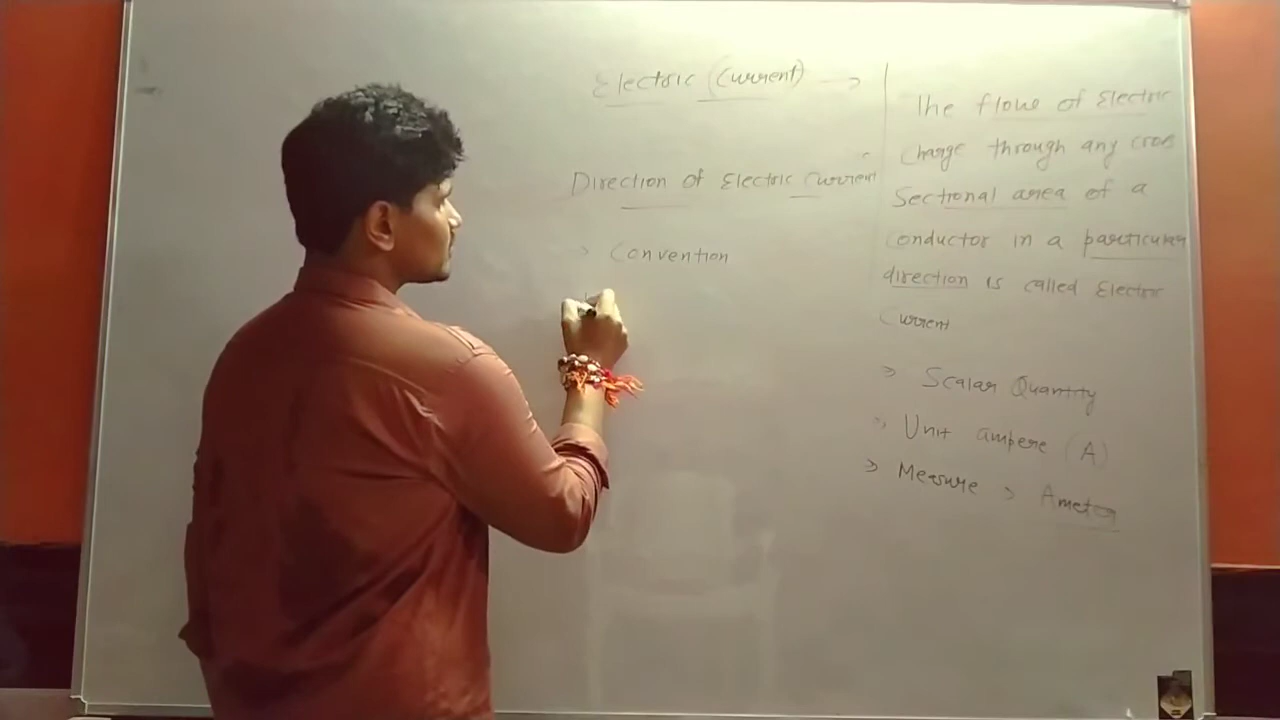 Electric (Current) →
Direction of Electric Current
→ Convention
The flow of Electric
Charge through any cross
Sectional area of a
conductor in a particular
direction is called Electric
Current
» Scalar Quantity
» Unit ampere (A)
» Measure > Ameter